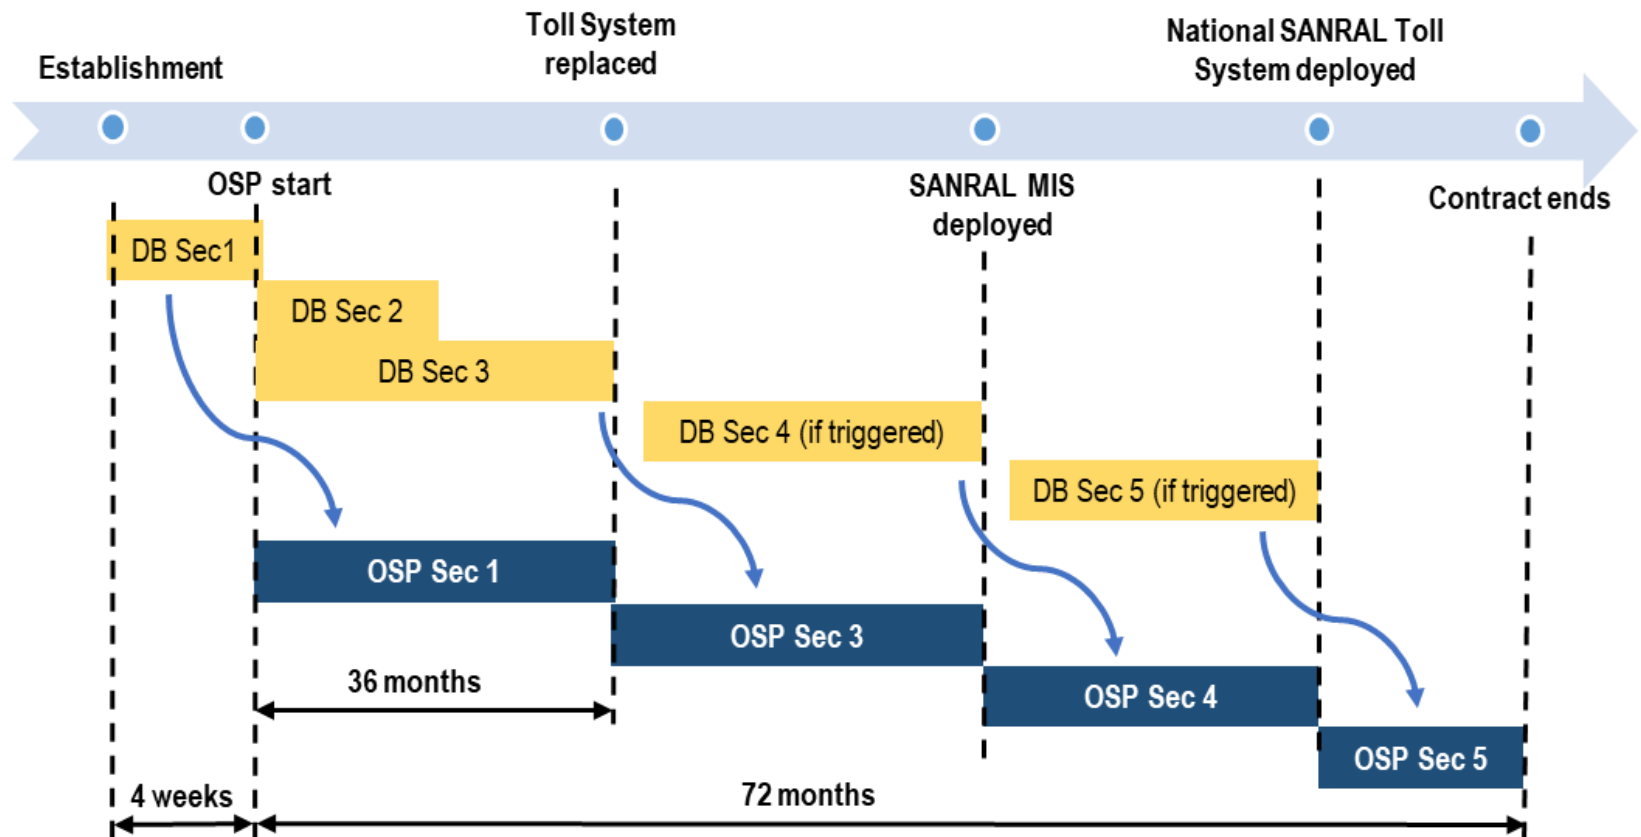 Toll System
replaced
National SANRAL Toll
System deployed
Establishment
OSP start
SANRAL MIS
deployed
Contract ends
DB Sec1
DB Sec 2
DB Sec 3
DB Sec 4 (if triggered)
DB Sec 5 (if triggered)
OSP Sec 1
OSP Sec 3
36 months
OSP Sec 4
OSP Sec 5
4 weeks
72 months